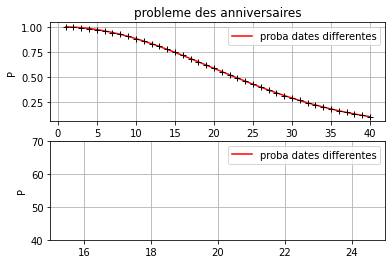 probleme des anniversaires
1.00
0.75
0.50
0.25
P
proba dates differentes
0 5 10 15 20 25 30 35 40
70
60
50
40
P
proba dates differentes
16 18 20 22 24